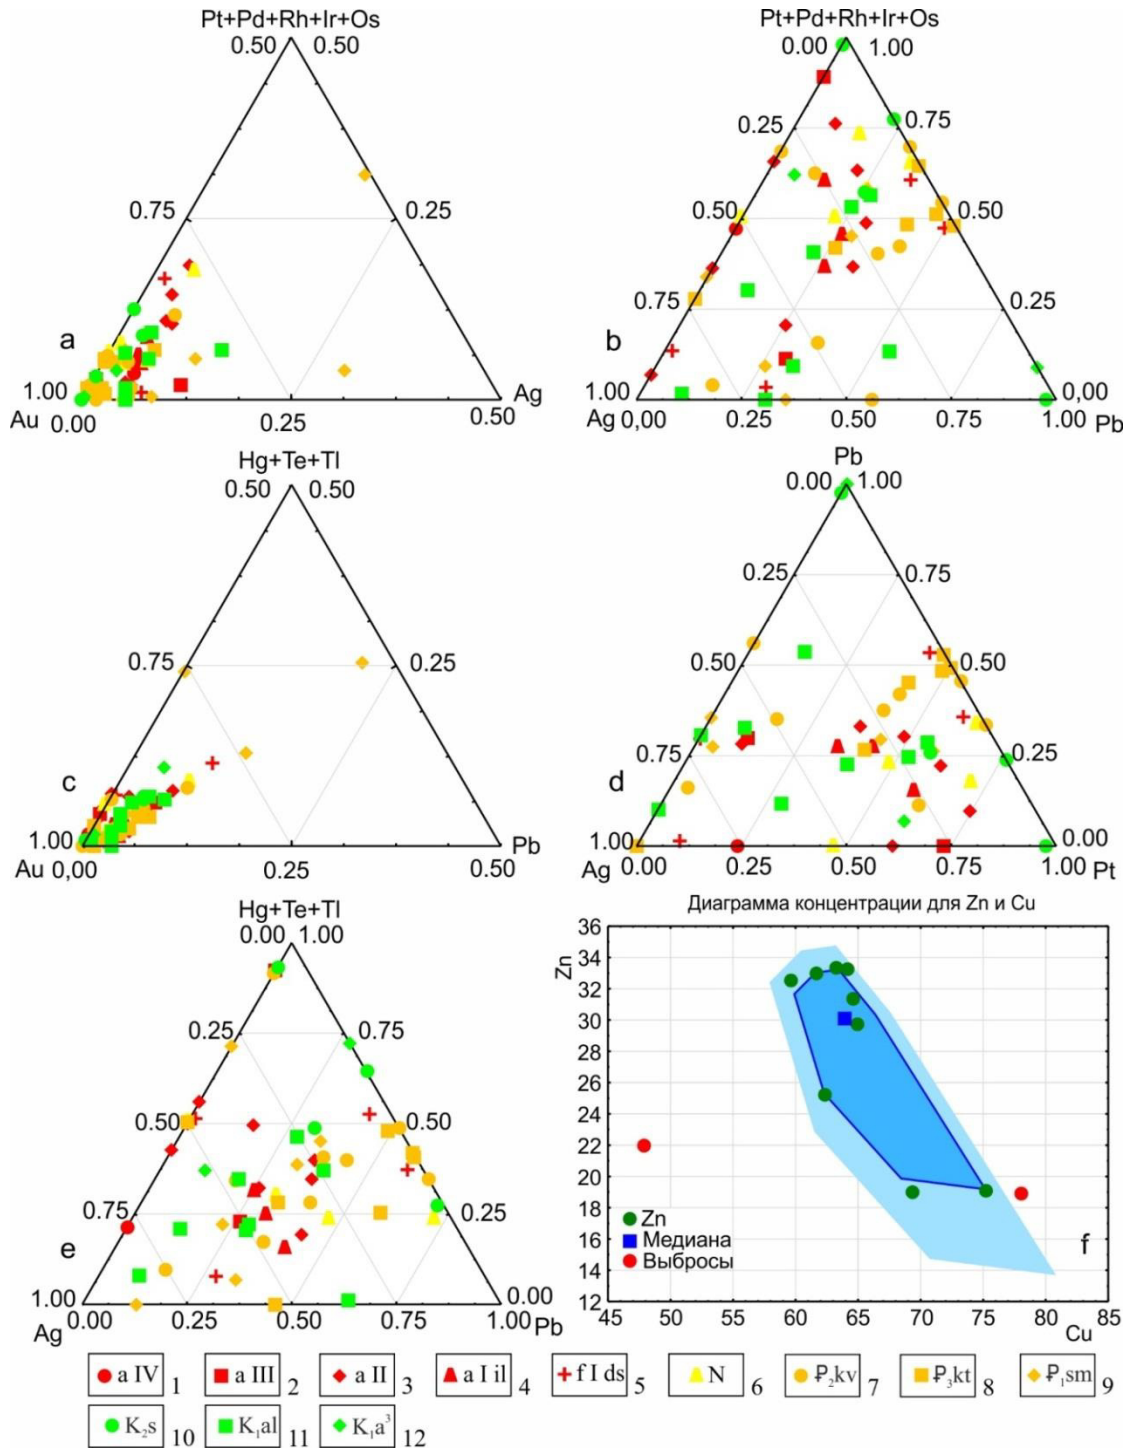 Pt+Pd+Rh+Ir+Os
0.50 0.50
0.75 0.25
a
1.00 Ag
Au 0.00 0.25 0.50
Pt+Pd+Rh+Ir+Os
0.00 1.00
0.25 0.75
0.50 0.50
0.75 0.25
b
1.00 0,00
Ag 0,00 0.25 0.50 0.75 1.00 Pb
Hg+Te+Tl
0.50 0.50
0.75 0.25
c
1.00 Pb
Au 0,00 0.25 0.50
Pb
0.00 1.00
0.25 0.75
0.50 0.50
0.75 0.25
d
1.00 0.00
Ag 0.00 0.25 0.50 0.75 1.00 Pt
Hg+Te+Tl
0.00 1.00
0.25 0.75
0.50 0.50
0.75 0.25
e
1.00 0.00
Ag 0.00 0.25 0.50 0.75 1.00 Pb
Диаграмма концентрации для Zn и Cu
36
34
32
30
28
26
24
22
20
18
16
14
12
Zn
Zn
Медиана
Выбросы
f
45 50 55 60 65 70 75 80 85
Cu
a IV 1
a III 2
a II 3
a I il 4
f I ds 5
N 6
₽₂kv 7
₽₃kt 8
₽₁sm 9
K₂s 10
K₁al 11
K₁a³ 12